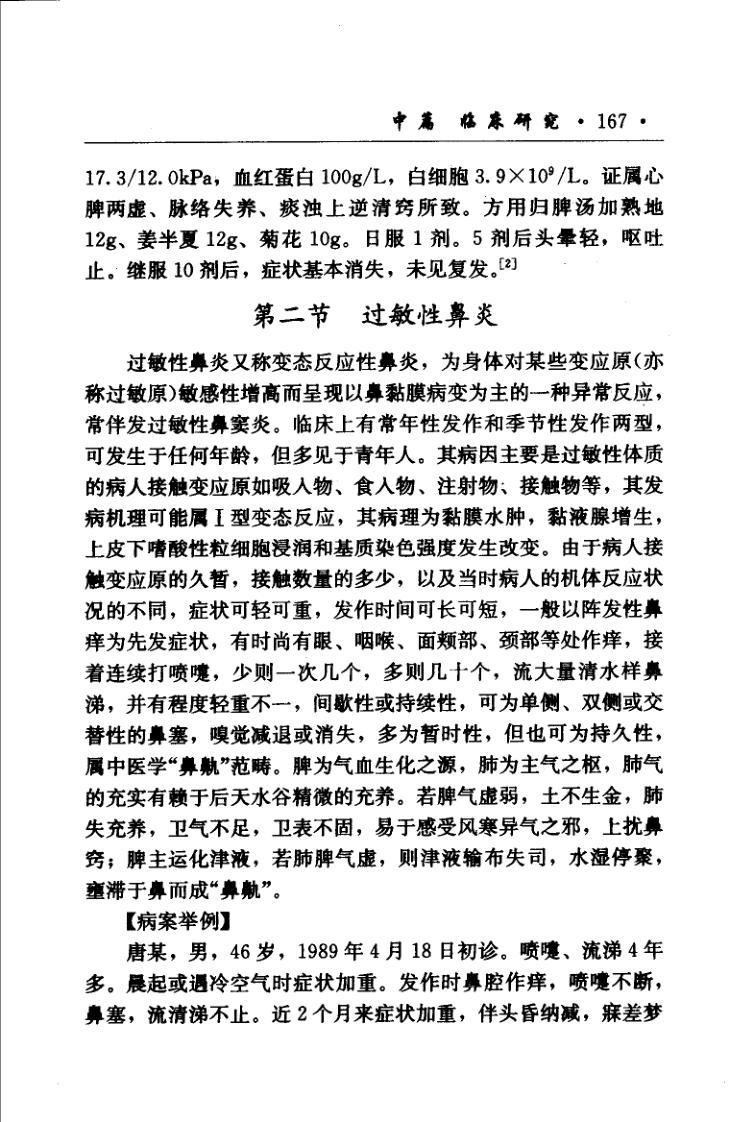 中篇 临床研究·167·
17.3/12.0kPa，血红蛋白100g/L，白细胞3.9×10⁹/L。证属心
脾两虚、脉络失养、痰浊上逆清窍所致。方用归脾汤加熟地
12g、姜半夏12g、菊花10g。日服1剂。5剂后头晕轻，呕吐
止。继服10剂后，症状基本消失，未见复发。[2]
第二节 过敏性鼻炎
过敏性鼻炎又称变态反应性鼻炎，为身体对某些变应原(亦
称过敏原)敏感性增高而呈现以鼻黏膜病变为主的一种异常反应，
常伴发过敏性鼻窦炎。临床上有常年性发作和季节性发作两型，
可发生于任何年龄，但多见于青年人。其病因主要是过敏性体质
的病人接触变应原如吸入物、食入物、注射物、接触物等，其发
病机理可能属I型变态反应，其病理为黏膜水肿，黏液腺增生，
上皮下嗜酸性粒细胞浸润和基质染色强度发生改变。由于病人接
触变应原的久暂，接触数量的多少，以及当时病人的机体反应状
况的不同，症状可轻可重，发作时间可长可短，一般以阵发性鼻
痒为先发症状，有时尚有眼、咽喉、面颊部、颈部等处作痒，接
着连续打喷嚏，少则一次几个，多则几十个，流大量清水样鼻
涕，并有程度轻重不一，间歇性或持续性，可为单侧、双侧或交
替性的鼻塞，嗅觉减退或消失，多为暂时性，但也可为持久性，
属中医学“鼻鼽”范畴。脾为气血生化之源，肺为主气之枢，肺气
的充实有赖于后天水谷精微的充养。若脾气虚弱，土不生金，肺
失充养，卫气不足，卫表不固，易于感受风寒异气之邪，上扰鼻
窍；脾主运化津液，若肺脾气虚，则津液输布失司，水湿停聚，
壅滞于鼻而成“鼻鼽”。
【病案举例】
唐某，男，46岁，1989年4月18日初诊。喷嚏、流涕4年
多。晨起或遇冷空气时症状加重。发作时鼻腔作痒，喷嚏不断，
鼻塞，流清涕不止。近2个月来症状加重，伴头昏纳减，寐差梦